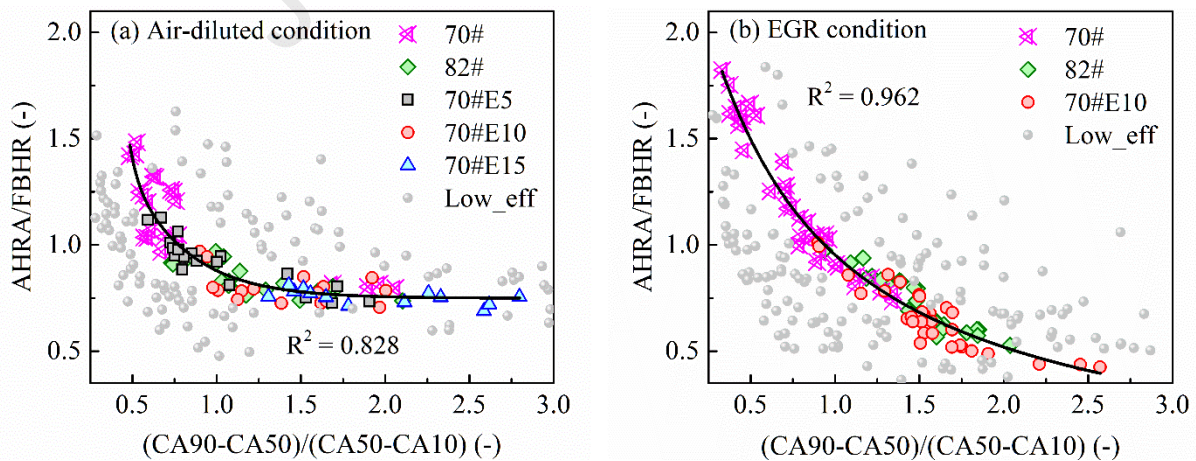 (a) Air-diluted condition
70#
82#
70#E5
70#E10
70#E15
Low_eff
R² = 0.828
2.0
1.5
1.0
0.5
0.5 1.0 1.5 2.0 2.5 3.0
AHRA/FBHR (-)
(CA90-CA50)/(CA50-CA10) (-)
(b) EGR condition
70#
82#
70#E10
Low_eff
R² = 0.962
2.0
1.5
1.0
0.5
0.5 1.0 1.5 2.0 2.5 3.0
AHRA/FBHR (-)
(CA90-CA50)/(CA50-CA10) (-)